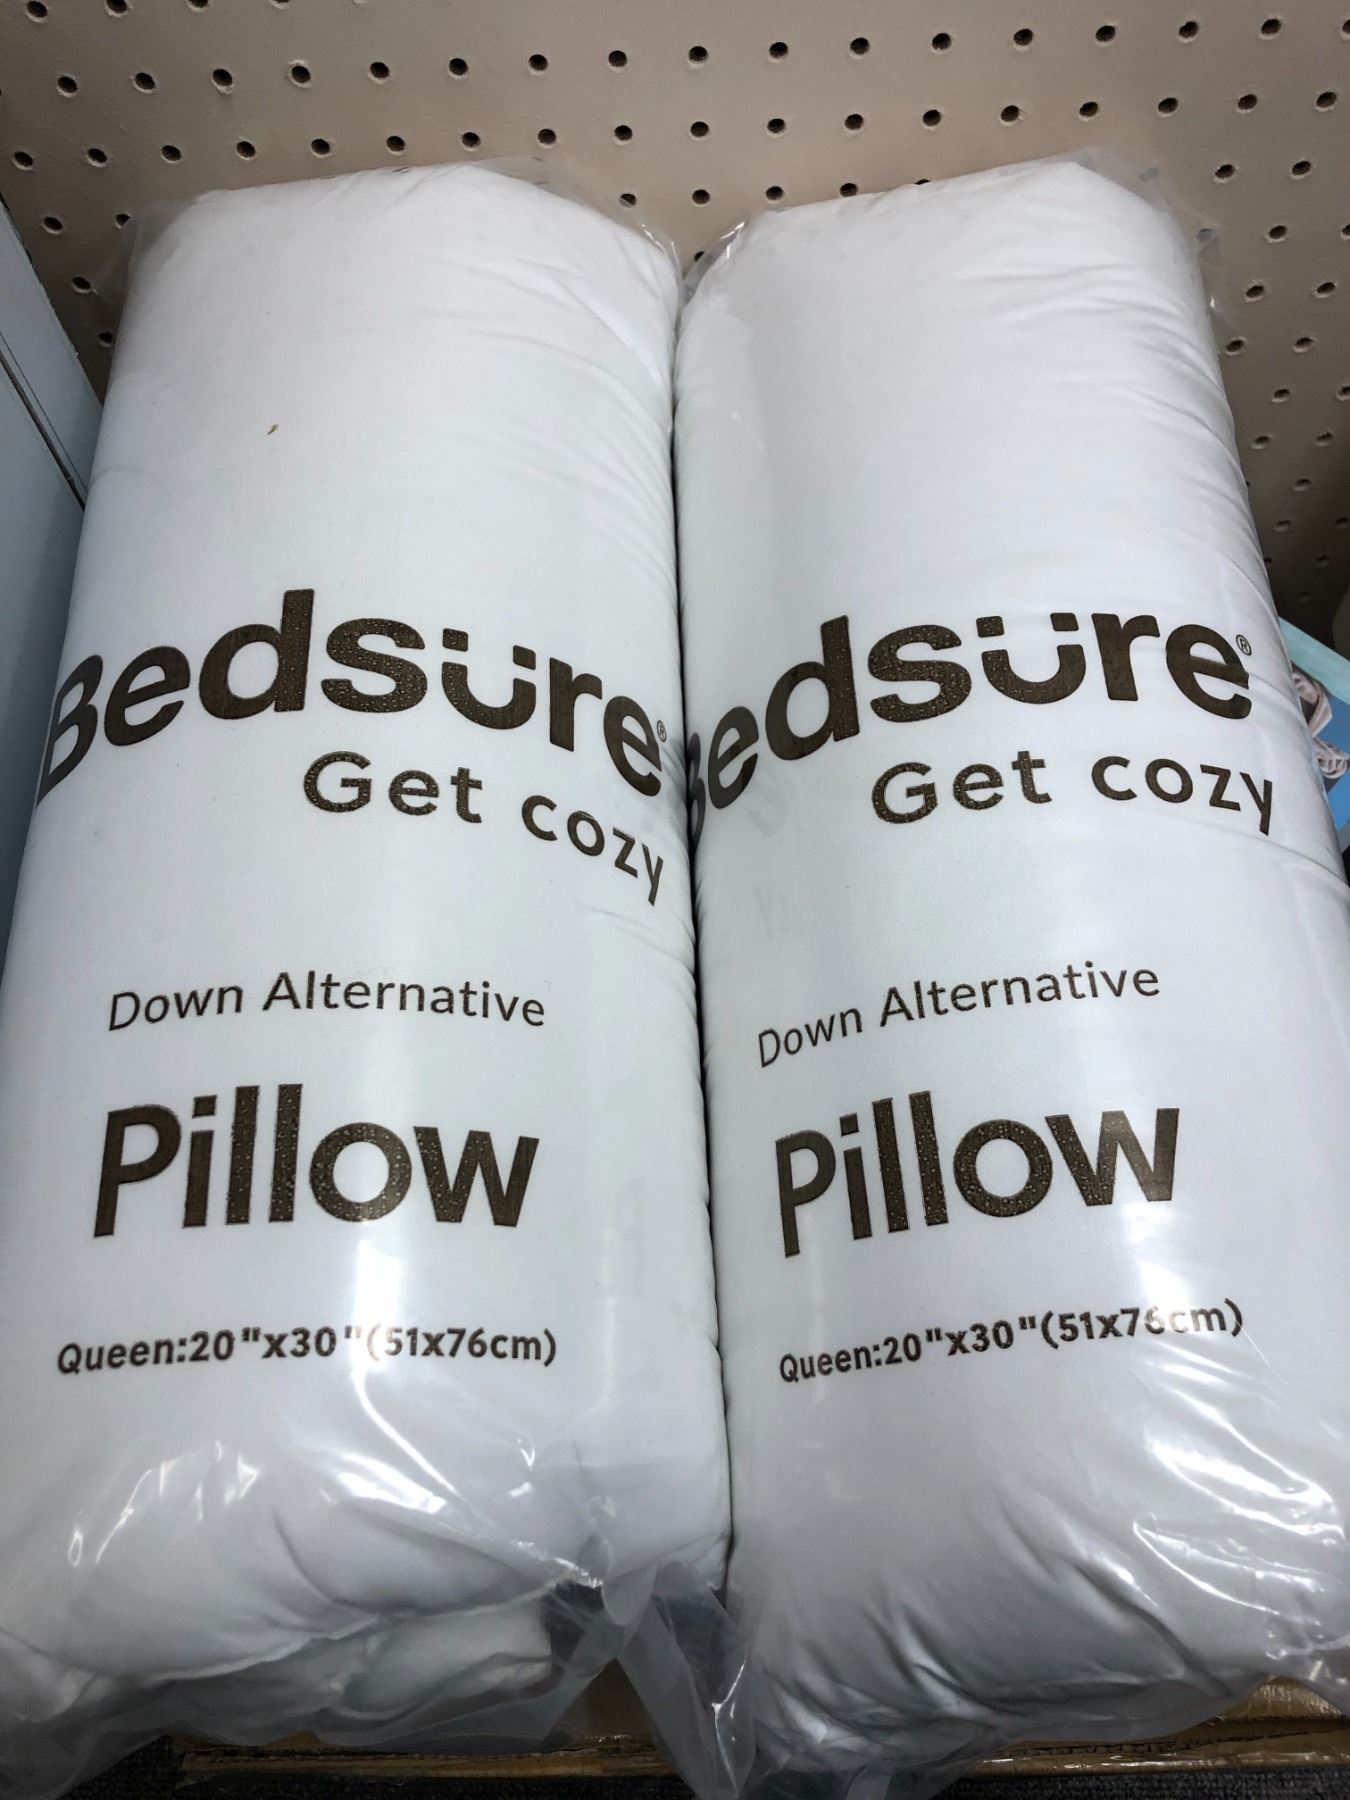 Bedsüre®
Get cozy
Down Alternative
Pillow
Queen:20"x30"(51x76cm)
Bedsüre®
Get cozy
Down Alternative
Pillow
Queen:20"x30"(51x76cm)